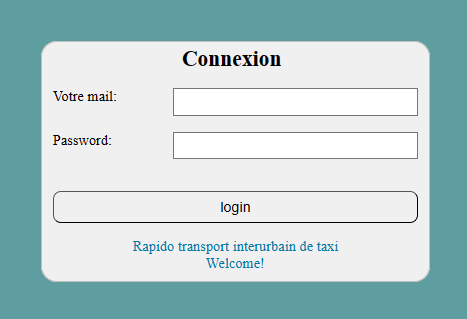 Connexion
Votre mail:
Password:
login
Rapido transport interurbain de taxi
Welcome!